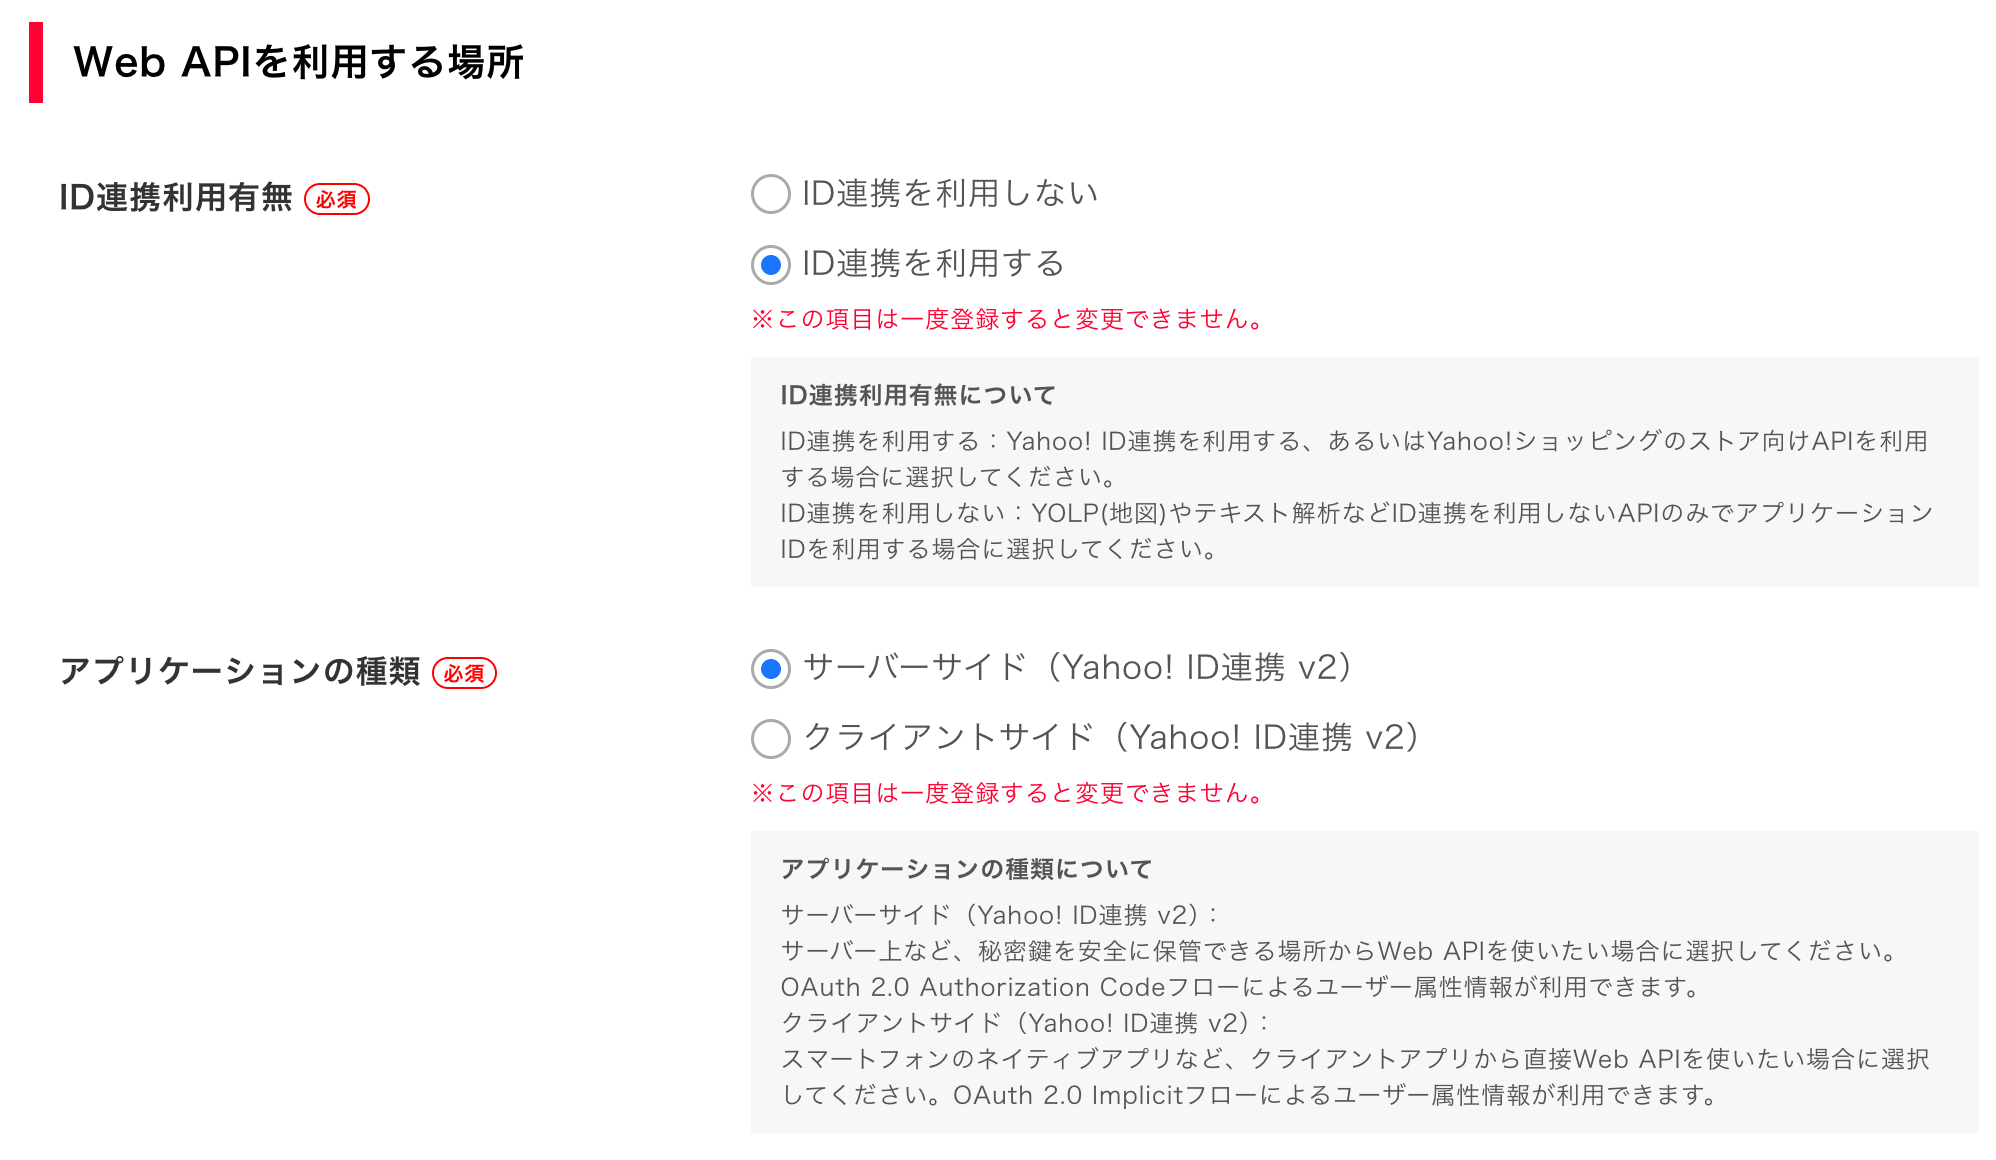 Web APIを利用する場所
ID連携利用有無 必須
ID連携を利用しない
ID連携を利用する
※この項目は一度登録すると変更できません。
ID連携利用有無について
ID連携を利用する：Yahoo! ID連携を利用する、あるいはYahoo!ショッピングのストア向けAPIを利用
する場合に選択してください。
ID連携を利用しない：YOLP(地図)やテキスト解析などID連携を利用しないAPIのみでアプリケーション
IDを利用する場合に選択してください。
アプリケーションの種類 必須
サーバーサイド（Yahoo! ID連携 v2）
クライアントサイド（Yahoo! ID連携 v2）
※この項目は一度登録すると変更できません。
アプリケーションの種類について
サーバーサイド（Yahoo! ID連携 v2）：
サーバー上など、秘密鍵を安全に保管できる場所からWeb APIを使いたい場合に選択してください。
OAuth 2.0 Authorization Codeフローによるユーザー属性情報が利用できます。
クライアントサイド（Yahoo! ID連携 v2）：
スマートフォンのネイティブアプリなど、クライアントアプリから直接Web APIを使いたい場合に選択
してください。OAuth 2.0 Implicitフローによるユーザー属性情報が利用できます。